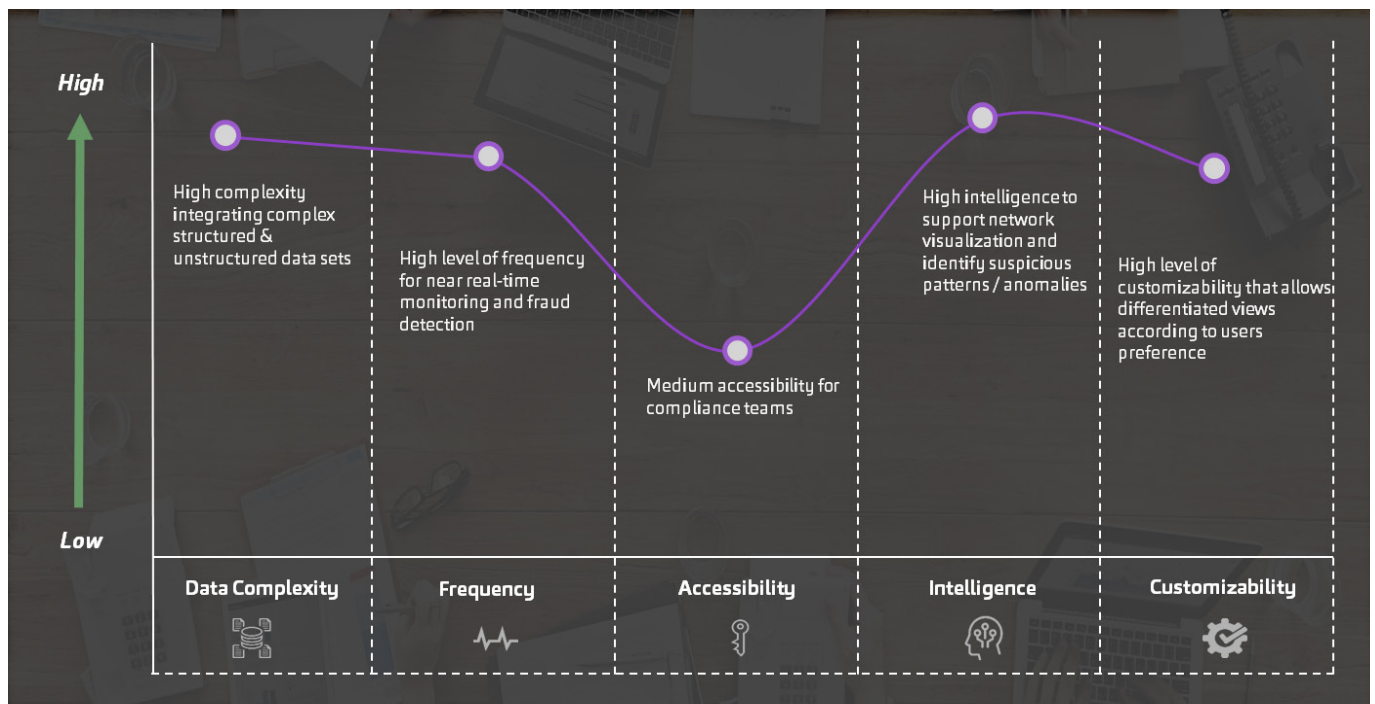 High
Low
High complexity
integrating complex
structured &
unstructured data sets
High level of frequency
for near real-time
monitoring and fraud
detection
Medium accessibility for
compliance teams
High intelligence to
support network
visualization and
identify suspicious
patterns / anomalies
High level of
customizability that allows
differentiated views
according to users
preference
Data Complexity
Frequency
Accessibility
Intelligence
Customizability